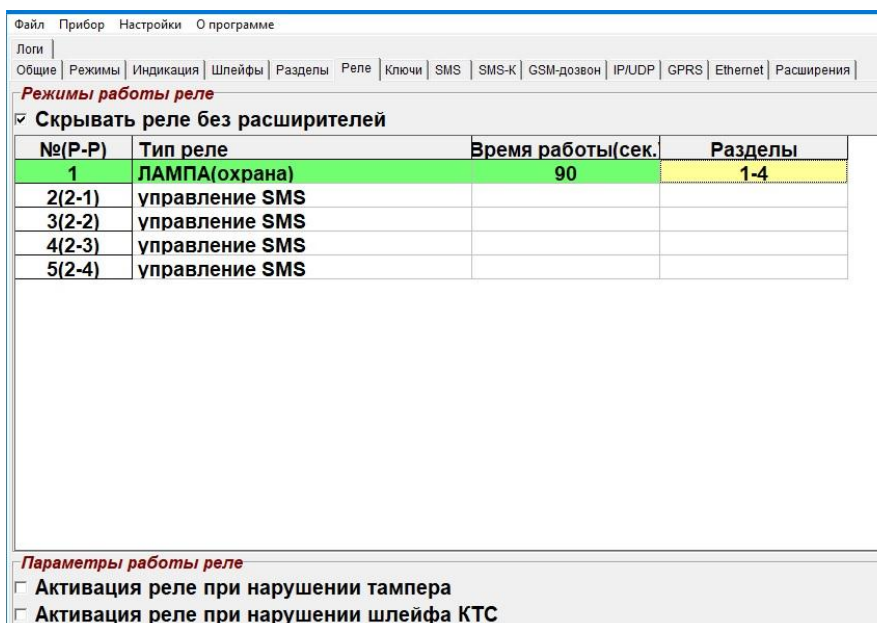 Файл Прибор Настройки О программе
Логи
Общие Режимы Индикация Шлейфы Разделы Реле Ключи SMS SMS-К GSM-дозвон IP/UDP GPRS Ethernet Расширения
Режимы работы реле
Скрывать реле без расширителей
№(Р-Р) Тип реле Время работы(сек.) Разделы
1 ЛАМПА(охрана) 90 1-4
2(2-1) управление SMS
3(2-2) управление SMS
4(2-3) управление SMS
5(2-4) управление SMS
Параметры работы реле
Активация реле при нарушении тампера
Активация реле при нарушении шлейфа КТС